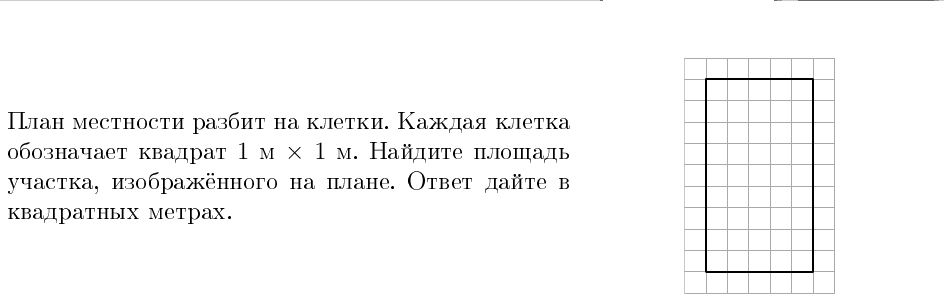 План местности разбит на клетки. Каждая клетка
обозначает квадрат 1 м × 1 м. Найдите площадь
участка, изображённого на плане. Ответ дайте в
квадратных метрах.